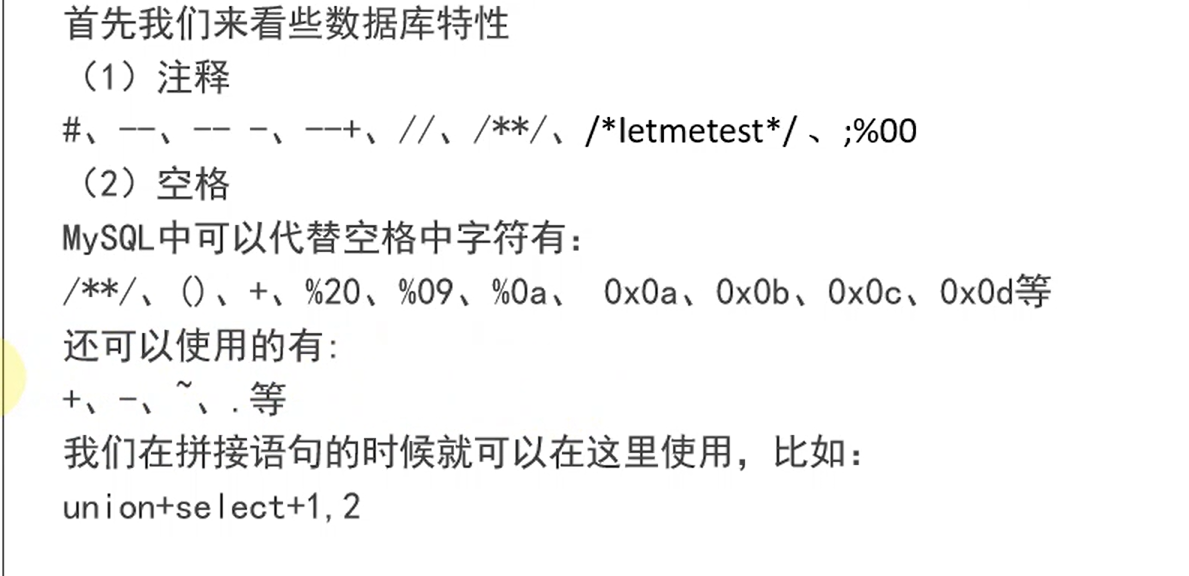 首先我们来看些数据库特性
（1）注释
#、--、-- -、--+、//、/**/、/*letmetest*/ 、;%00
（2）空格
MySQL中可以代替空格中字符有：
/**/、()、+、%20、%09、%0a、 0x0a、0x0b、0x0c、0x0d等
还可以使用的有:
+、-、~、.等
我们在拼接语句的时候就可以在这里使用，比如：
union+select+1,2